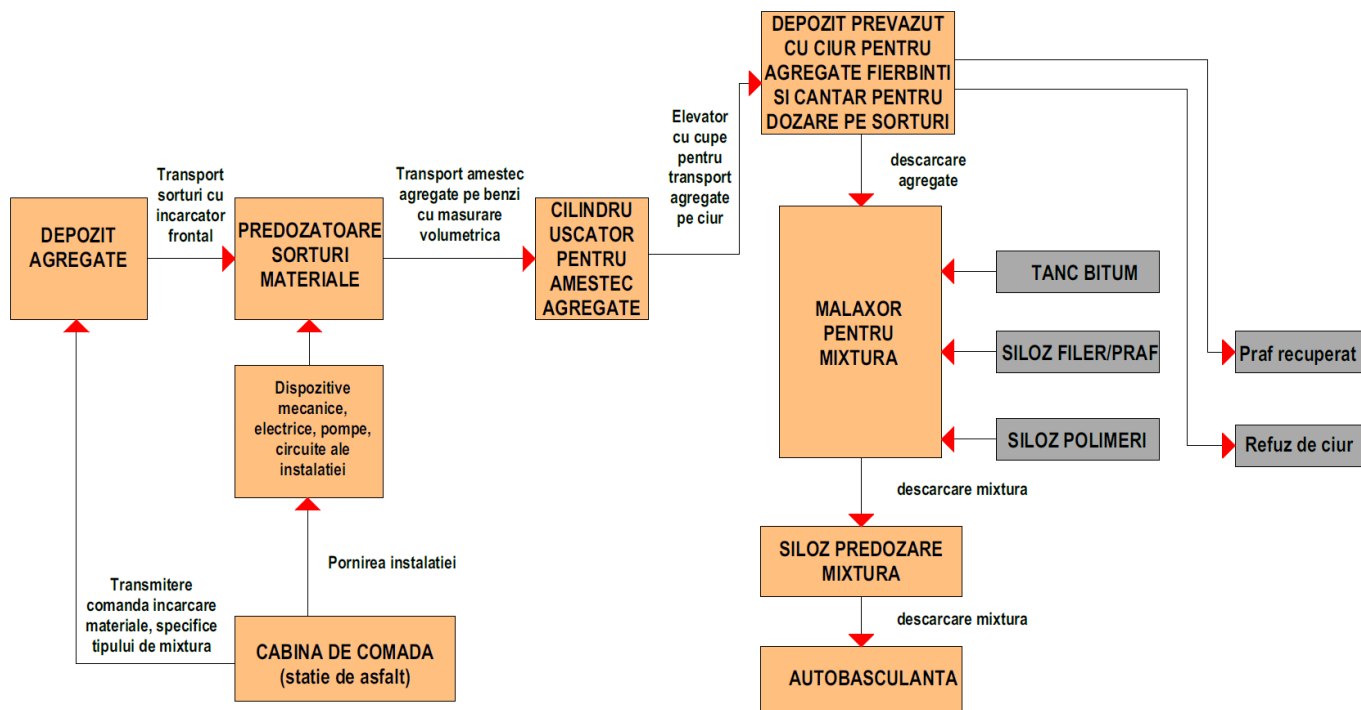 DEPOZIT PREVAZUT
CU CIUR PENTRU
AGREGATE FIERBINTI
SI CANTAR PENTRU
DOZARE PE SORTURI
Elevator
cu cupe
pentru
transport
agregate
pe ciur
descarcare
agregate
Transport
sorturi cu
incarcator
frontal
Transport amestec
agregate pe benzi
cu masurare
volumetrica
DEPOZIT
AGREGATE
PREDOZATOARE
SORTURI
MATERIALE
CILINDRU
USCATOR
PENTRU
AMESTEC
AGREGATE
MALAXOR
PENTRU
MIXTURA
TANC BITUM
SILOZ FILER/PRAF
SILOZ POLIMERI
Praf recuperat
Refuz de ciur
Dispozitive
mecanice,
electrice, pompe,
circuite ale
instalatiei
descarcare mixtura
SILOZ PREDOZARE
MIXTURA
Pornirea instalatiei
Transmitere
comanda incarcare
materiale, specifice
tipului de mixtura
descarcare mixtura
CABINA DE COMADA
(statie de asfalt)
AUTOBASCULANTA